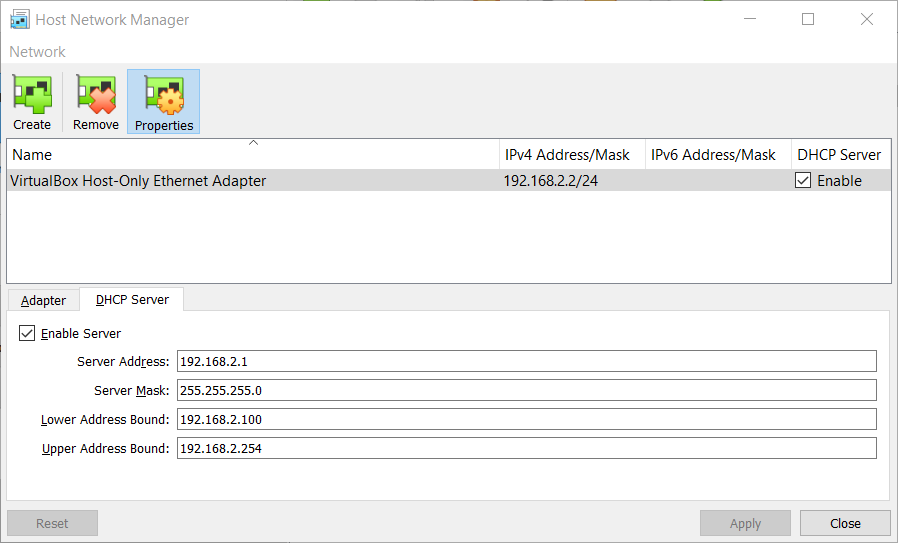 Host Network Manager
Network
Create Remove Properties
Name IPv4 Address/Mask IPv6 Address/Mask DHCP Server
VirtualBox Host-Only Ethernet Adapter 192.168.2.2/24 Enable
Adapter DHCP Server
Enable Server
Server Address: 192.168.2.1
Server Mask: 255.255.255.0
Lower Address Bound: 192.168.2.100
Upper Address Bound: 192.168.2.254
Reset Apply Close